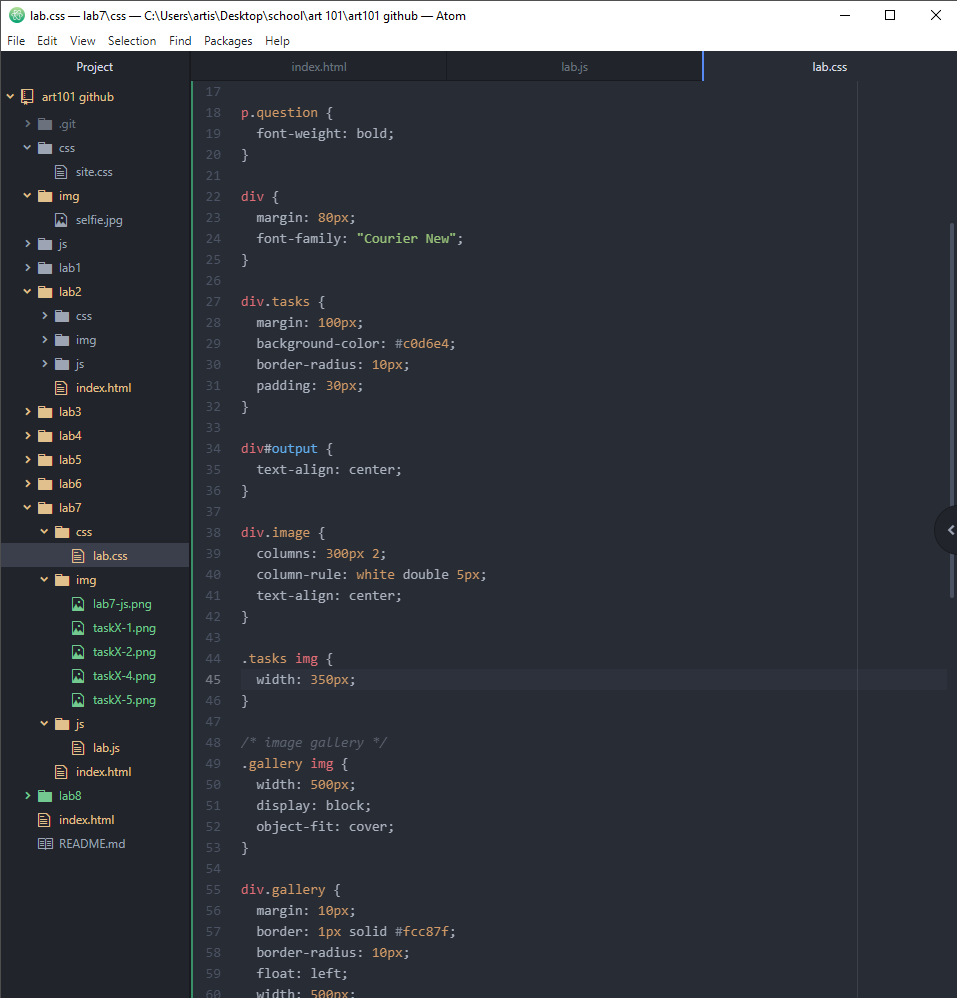 lab.css — lab7\css — C:\Users\artis\Desktop\school\art 101\art101 github — Atom
File Edit View Selection Find Packages Help
Project
art101 github
.git
css
site.css
img
selfie.jpg
js
lab1
lab2
css
img
js
index.html
lab3
lab4
lab5
lab6
lab7
css
lab.css
img
lab7-js.png
taskX-1.png
taskX-2.png
taskX-4.png
taskX-5.png
js
lab.js
index.html
lab8
index.html
README.md
index.html lab.js lab.css
17
18 p.question {
19   font-weight: bold;
20 }
21
22 div {
23   margin: 80px;
24   font-family: "Courier New";
25 }
26
27 div.tasks {
28   margin: 100px;
29   background-color: #c0d6e4;
30   border-radius: 10px;
31   padding: 30px;
32 }
33
34 div#output {
35   text-align: center;
36 }
37
38 div.image {
39   columns: 300px 2;
40   column-rule: white double 5px;
41   text-align: center;
42 }
43
44 .tasks img {
45   width: 350px;
46 }
47
48 /* image gallery */
49 .gallery img {
50   width: 500px;
51   display: block;
52   object-fit: cover;
53 }
54
55 div.gallery {
56   margin: 10px;
57   border: 1px solid #fcc87f;
58   border-radius: 10px;
59   float: left;
60   width: 500px;